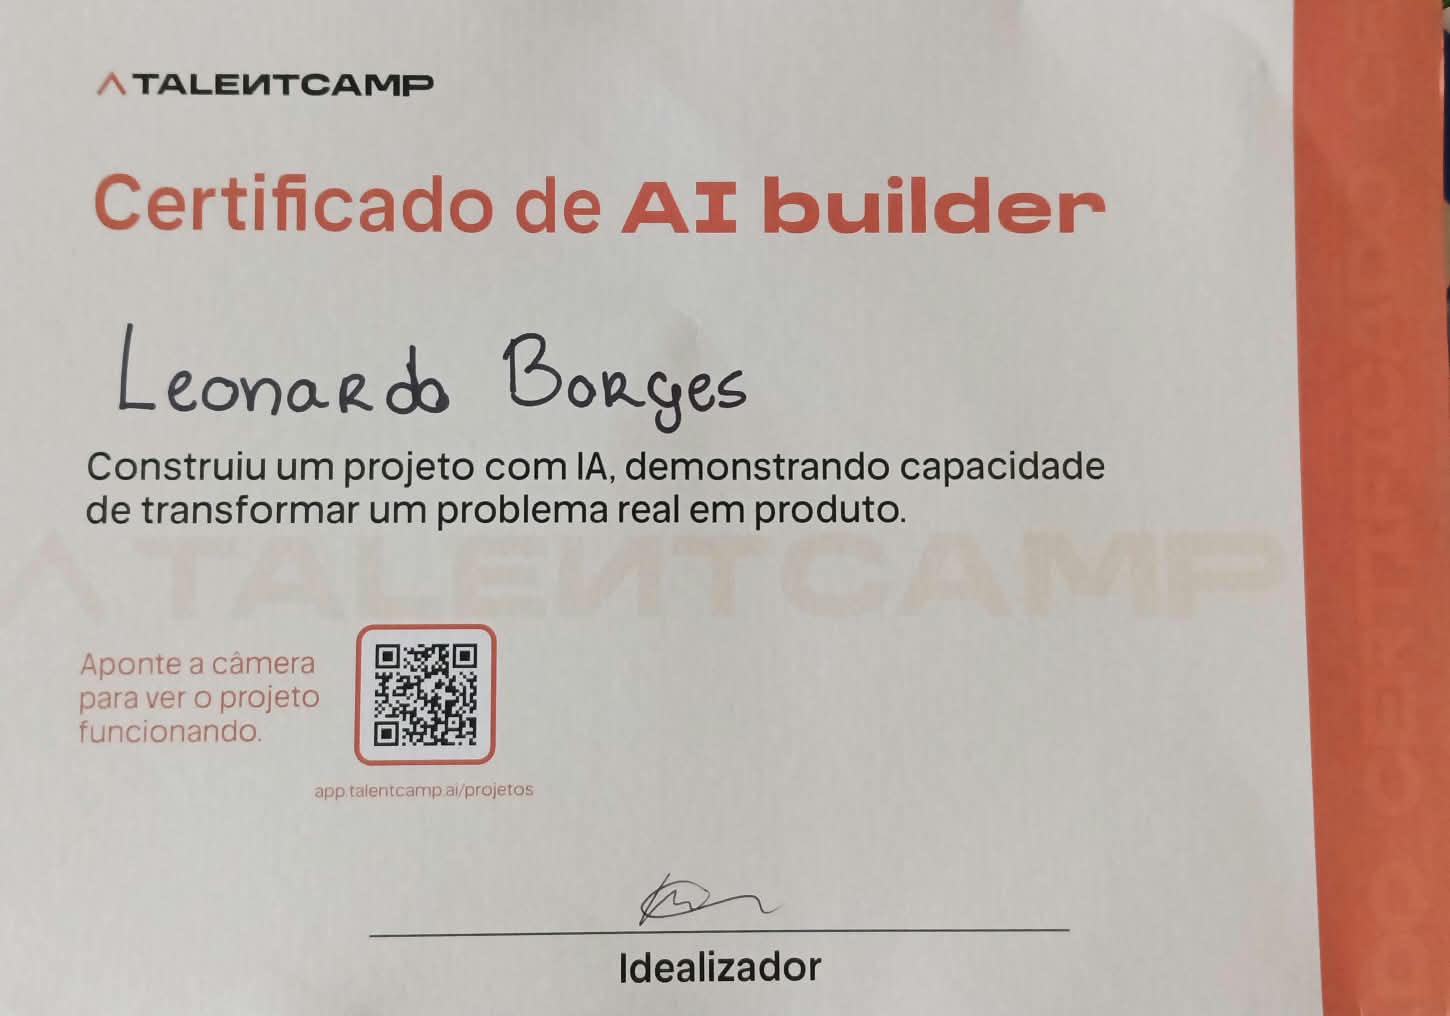 TALENTCAMP
Certificado de AI builder
Leonardo Borges
Construiu um projeto com IA, demonstrando capacidade
de transformar um problema real em produto.
TALENTCAMP
Aponte a câmera
para ver o projeto
funcionando.
app.talentcamp.ai/projetos
Idealizador